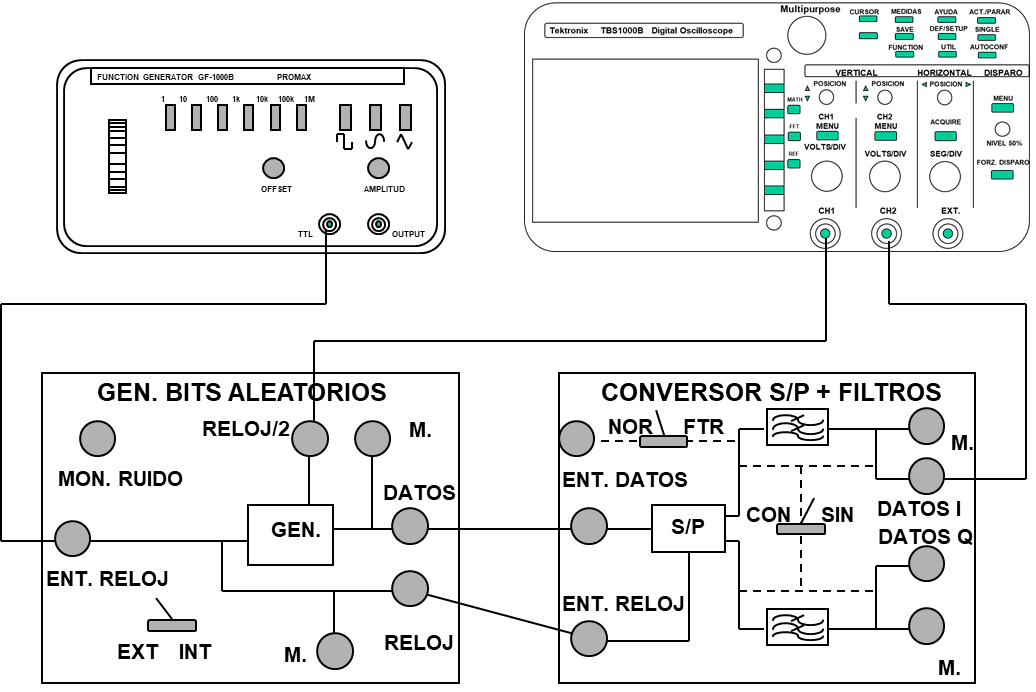 FUNCTION GENERATOR GF-1000B PROMAX
1 10 100 1k 10k 100k 1M
OFFSET
AMPLITUD
TTL
OUTPUT
Tektronix TBS1000B Digital Oscilloscope
Multipurpose
CURSOR MEDIDAS AYUDA ACT./PARAR
SAVE DEF/SETUP SINGLE
FUNCTION UTIL AUTOCONF
VERTICAL HORIZONTAL DISPARO
POSICION POSICION POSICION
MENU
MATH
CH1 MENU
CH2 MENU
ACQUIRE
FFT
NIVEL 50%
VOLTS/DIV VOLTS/DIV SEG/DIV
REF
FORZ. DISPARO
CH1 CH2 EXT.
GEN. BITS ALEATORIOS
RELOJ/2
M.
MON. RUIDO
DATOS
GEN.
ENT. RELOJ
EXT INT
M.
RELOJ
CONVERSOR S/P + FILTROS
NOR FTR
M.
ENT. DATOS
DATOS I
CON SIN
S/P
DATOS Q
ENT. RELOJ
M.